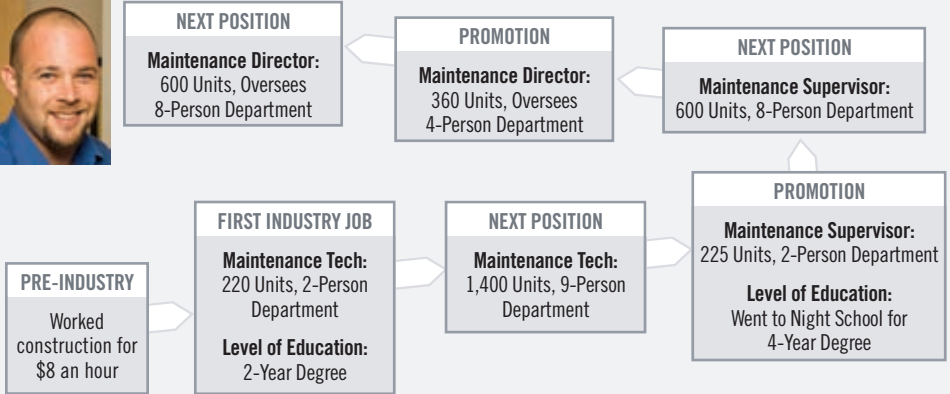 PRE-INDUSTRY
Worked
construction for
$8 an hour
FIRST INDUSTRY JOB
Maintenance Tech:
220 Units, 2-Person
Department
Level of Education:
2-Year Degree
NEXT POSITION
Maintenance Tech:
1,400 Units, 9-Person
Department
PROMOTION
Maintenance Supervisor:
225 Units, 2-Person Department
Level of Education:
Went to Night School for
4-Year Degree
NEXT POSITION
Maintenance Supervisor:
600 Units, 8-Person Department
PROMOTION
Maintenance Director:
360 Units, Oversees
4-Person Department
NEXT POSITION
Maintenance Director:
600 Units, Oversees
8-Person Department